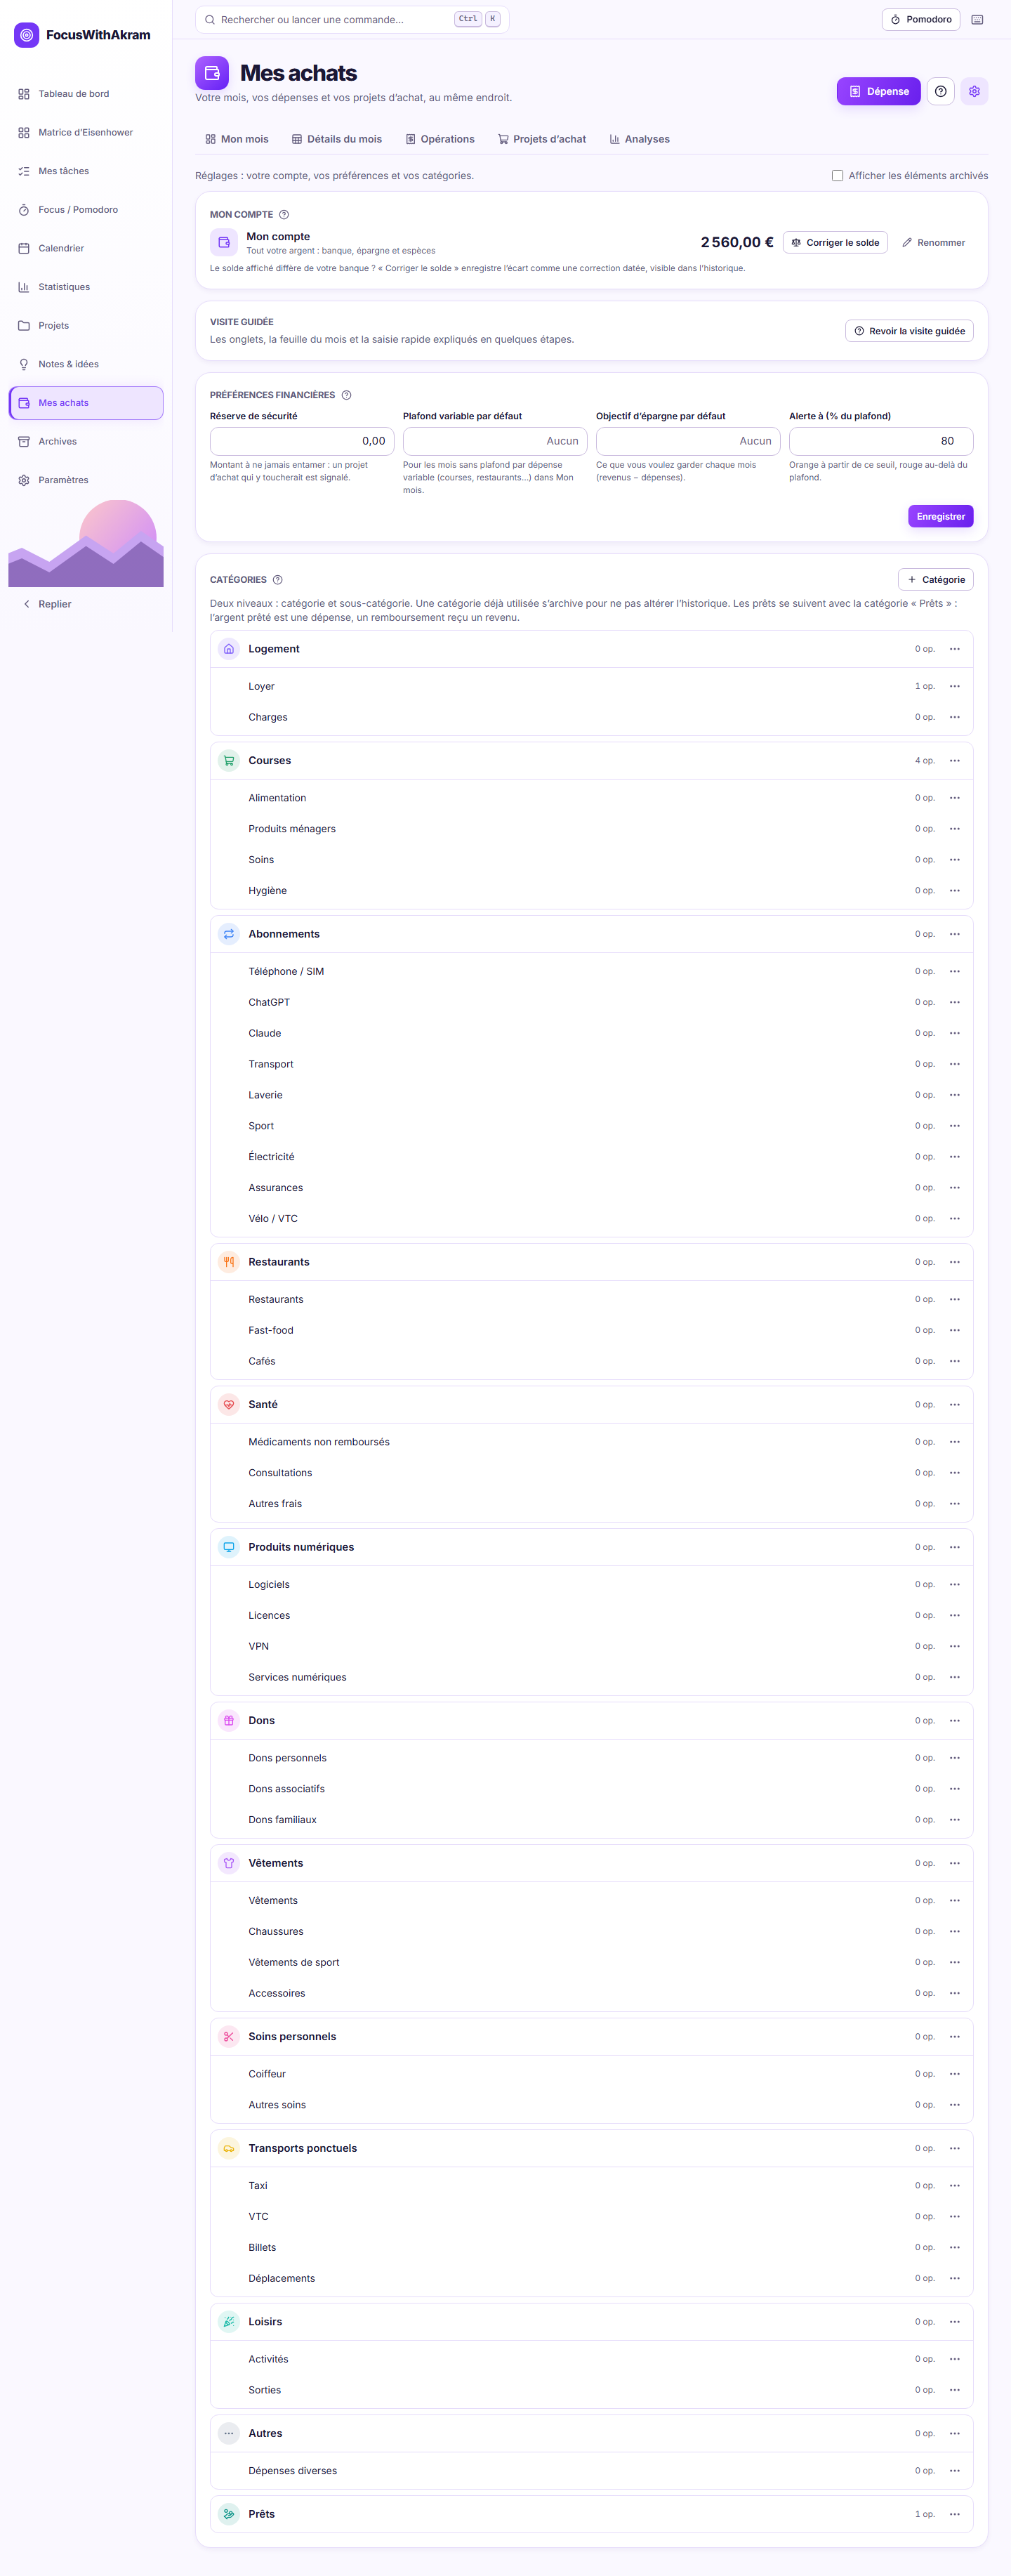 FocusWithAkram
Rechercher ou lancer une commande...
Ctrl K
Pomodoro
Tableau de bord
Matrice d'Eisenhower
Mes tâches
Focus / Pomodoro
Calendrier
Statistiques
Projets
Notes & idées
Mes achats
Archives
Paramètres
Replier
Mes achats
Votre mois, vos dépenses et vos projets d'achat, au même endroit.
Dépense
Mon mois
Détails du mois
Opérations
Projets d'achat
Analyses
Réglages : votre compte, vos préférences et vos catégories.
Afficher les éléments archivés
MON COMPTE
Mon compte
Tout votre argent : banque, épargne et espèces
2 560,00 €
Corriger le solde
Renommer
Le solde affiché diffère de votre banque ? « Corriger le solde » enregistre l'écart comme une correction datée, visible dans l'historique.
VISITE GUIDÉE
Les onglets, la feuille du mois et la saisie rapide expliqués en quelques étapes.
Revoir la visite guidée
PRÉFÉRENCES FINANCIÈRES
Réserve de sécurité
0,00
Montant à ne jamais entamer : un projet
d'achat qui y toucherait est signalé.
Plafond variable par défaut
Aucun
Pour les mois sans plafond par dépense
variable (courses, restaurants...) dans Mon
mois.
Objectif d'épargne par défaut
Aucun
Ce que vous voulez garder chaque mois
(revenus − dépenses).
Alerte à (% du plafond)
80
Orange à partir de ce seuil, rouge au-delà du
plafond.
Enregistrer
CATÉGORIES
Catégorie
Deux niveaux : catégorie et sous-catégorie. Une catégorie déjà utilisée s'archive pour ne pas altérer l'historique. Les prêts se suivent avec la catégorie « Prêts » :
l'argent prêté est une dépense, un remboursement reçu un revenu.
Logement 0 op.
Loyer 1 op.
Charges 0 op.
Courses 4 op.
Alimentation 0 op.
Produits ménagers 0 op.
Soins 0 op.
Hygiène 0 op.
Abonnements 0 op.
Téléphone / SIM 0 op.
ChatGPT 0 op.
Claude 0 op.
Transport 0 op.
Laverie 0 op.
Sport 0 op.
Électricité 0 op.
Assurances 0 op.
Vélo / VTC 0 op.
Restaurants 0 op.
Restaurants 0 op.
Fast-food 0 op.
Cafés 0 op.
Santé 0 op.
Médicaments non remboursés 0 op.
Consultations 0 op.
Autres frais 0 op.
Produits numériques 0 op.
Logiciels 0 op.
Licences 0 op.
VPN 0 op.
Services numériques 0 op.
Dons 0 op.
Dons personnels 0 op.
Dons associatifs 0 op.
Dons familiaux 0 op.
Vêtements 0 op.
Vêtements 0 op.
Chaussures 0 op.
Vêtements de sport 0 op.
Accessoires 0 op.
Soins personnels 0 op.
Coiffeur 0 op.
Autres soins 0 op.
Transports ponctuels 0 op.
Taxi 0 op.
VTC 0 op.
Billets 0 op.
Déplacements 0 op.
Loisirs 0 op.
Activités 0 op.
Sorties 0 op.
Autres 0 op.
Dépenses diverses 0 op.
Prêts 1 op.